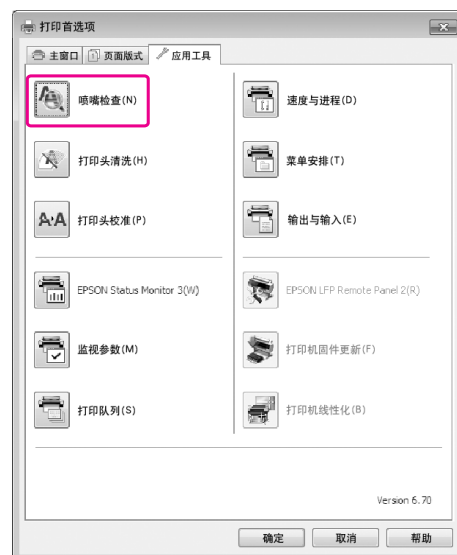 打印首选项
主窗口 页面版式 应用工具
喷嘴检查(N)
速度与进程(D)
打印头清洗(H)
菜单安排(T)
打印头校准(P)
输出与输入(E)
EPSON Status Monitor 3(W)
EPSON LFP Remote Panel 2(R)
监视参数(M)
打印机固件更新(F)
打印队列(S)
打印机线性化(B)
Version 6.70
确定 取消 帮助